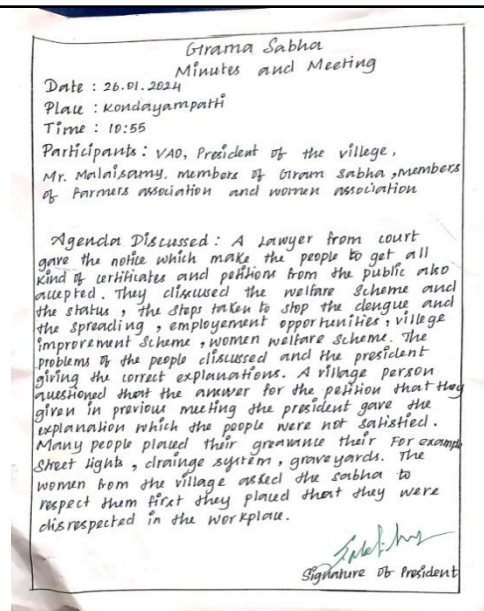 Grama Sabha
Minutes and Meeting
Date : 26.01.2024
Place : Kondayampatti
Time : 10:55
Participants : VAO, President of the villege,
Mr. Malaisamy. members of Gram Sabha, members
of Farmers association and women association
Agenda Discussed : A Lawyer from court
gave the notice which make the people to get all
kind of certificates and petitions from the public also
accepted. They discussed the welfare scheme and
the status, the steps taken to stop the dengue and
the spreading, employement opportunities, villege
improvement scheme, women welfare scheme. The
problems of the people discussed and the president
giving the correct explanations. A village person
questioned that the answer for the petition that they
given in previous meeting the president gave the
explanation which the people were not satisfied.
Many people placed their greavance their For example
street lights, drainge system, graveyards. The
women from the village asked the sabha to
respect them first they placed that they were
disrespected in the workplace.
Signature of President